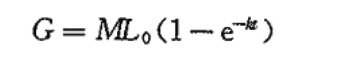 G = ML₀(1 − e⁻ᵏᵗ)